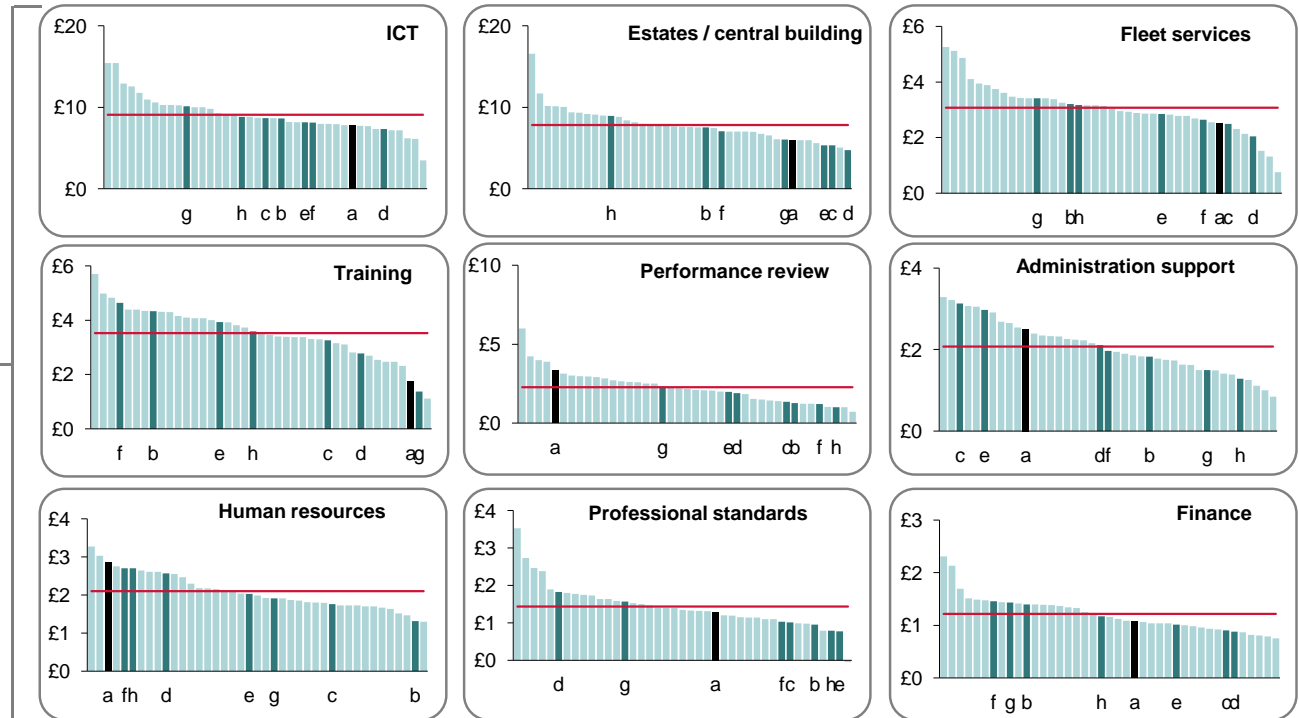 ICT
£20
£10
£0
g h c b ef a d
Estates / central building
£20
£10
£0
h b f ga ec d
Fleet services
£6
£4
£2
£0
g bh e f ac d
Training
£6
£4
£2
£0
f b e h c d ag
Performance review
£10
£5
£0
a g ed cb f h
Administration support
£4
£2
£0
c e a df b g h
Human resources
£4
£3
£2
£1
£0
a fh d e g c b
Professional standards
£4
£3
£2
£1
£0
d g a fc b he
Finance
£3
£2
£1
£0
f g b h a e cd